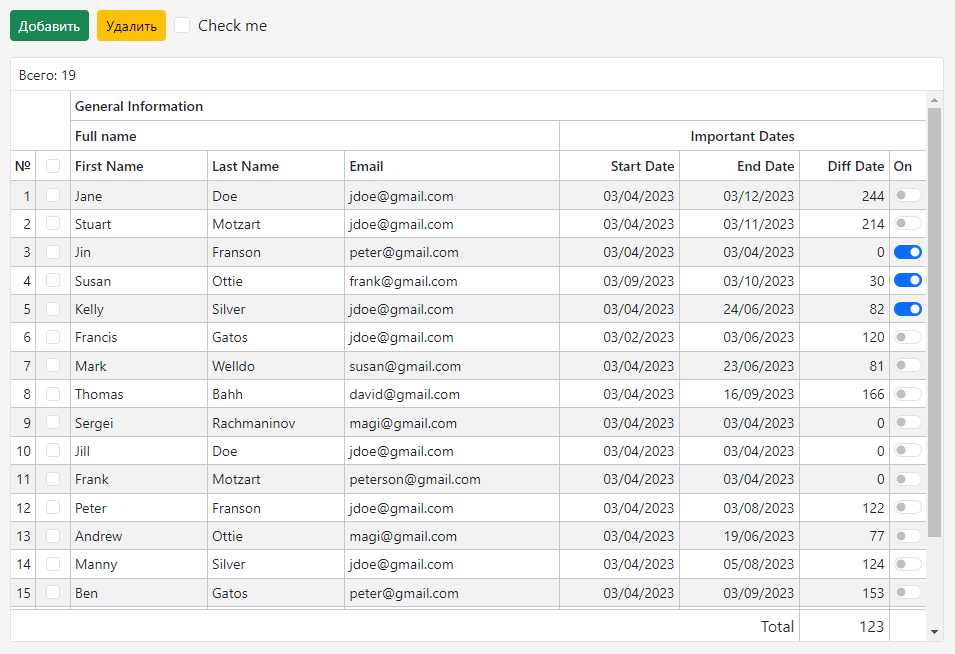 Добавить Удалить Check me
Всего: 19
General Information
Full name Important Dates
№ First Name Last Name Email Start Date End Date Diff Date On
1 Jane Doe jdoe@gmail.com 03/04/2023 03/12/2023 244
2 Stuart Motzart jdoe@gmail.com 03/04/2023 03/11/2023 214
3 Jin Franson peter@gmail.com 03/04/2023 03/04/2023 0
4 Susan Ottie frank@gmail.com 03/09/2023 03/10/2023 30
5 Kelly Silver jdoe@gmail.com 03/04/2023 24/06/2023 82
6 Francis Gatos jdoe@gmail.com 03/02/2023 03/06/2023 120
7 Mark Welldo susan@gmail.com 03/04/2023 23/06/2023 81
8 Thomas Bahh david@gmail.com 03/04/2023 16/09/2023 166
9 Sergei Rachmaninov magi@gmail.com 03/04/2023 03/04/2023 0
10 Jill Doe jdoe@gmail.com 03/04/2023 03/04/2023 0
11 Frank Motzart peterson@gmail.com 03/04/2023 03/04/2023 0
12 Peter Franson jdoe@gmail.com 03/04/2023 03/08/2023 122
13 Andrew Ottie magi@gmail.com 03/04/2023 19/06/2023 77
14 Manny Silver jdoe@gmail.com 03/04/2023 05/08/2023 124
15 Ben Gatos peter@gmail.com 03/04/2023 03/09/2023 153
Total 123